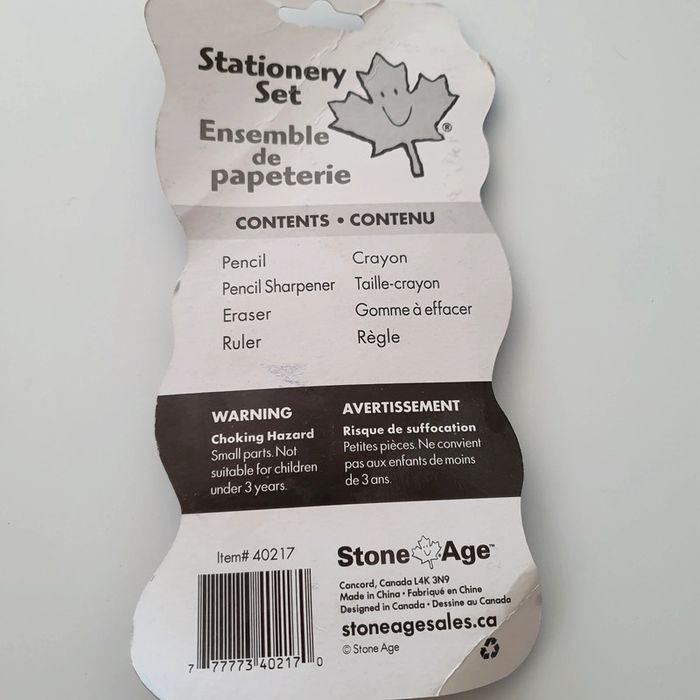 Stationery
Set
®
Ensemble
de
papeterie
CONTENTS • CONTENU
Pencil
Crayon
Pencil Sharpener
Taille-crayon
Eraser
Gomme à effacer
Ruler
Règle
WARNING
Choking Hazard
Small parts. Not
suitable for children
under 3 years.
AVERTISSEMENT
Risque de suffocation
Petites pièces. Ne convient
pas aux enfants de moins
de 3 ans.
Item# 40217
7 77773 40217 0
Stone Age™
Concord, Canada L4K 3N9
Made in China • Fabriqué en Chine
Designed in Canada • Dessine au Canada
stoneagesales.ca
© Stone Age